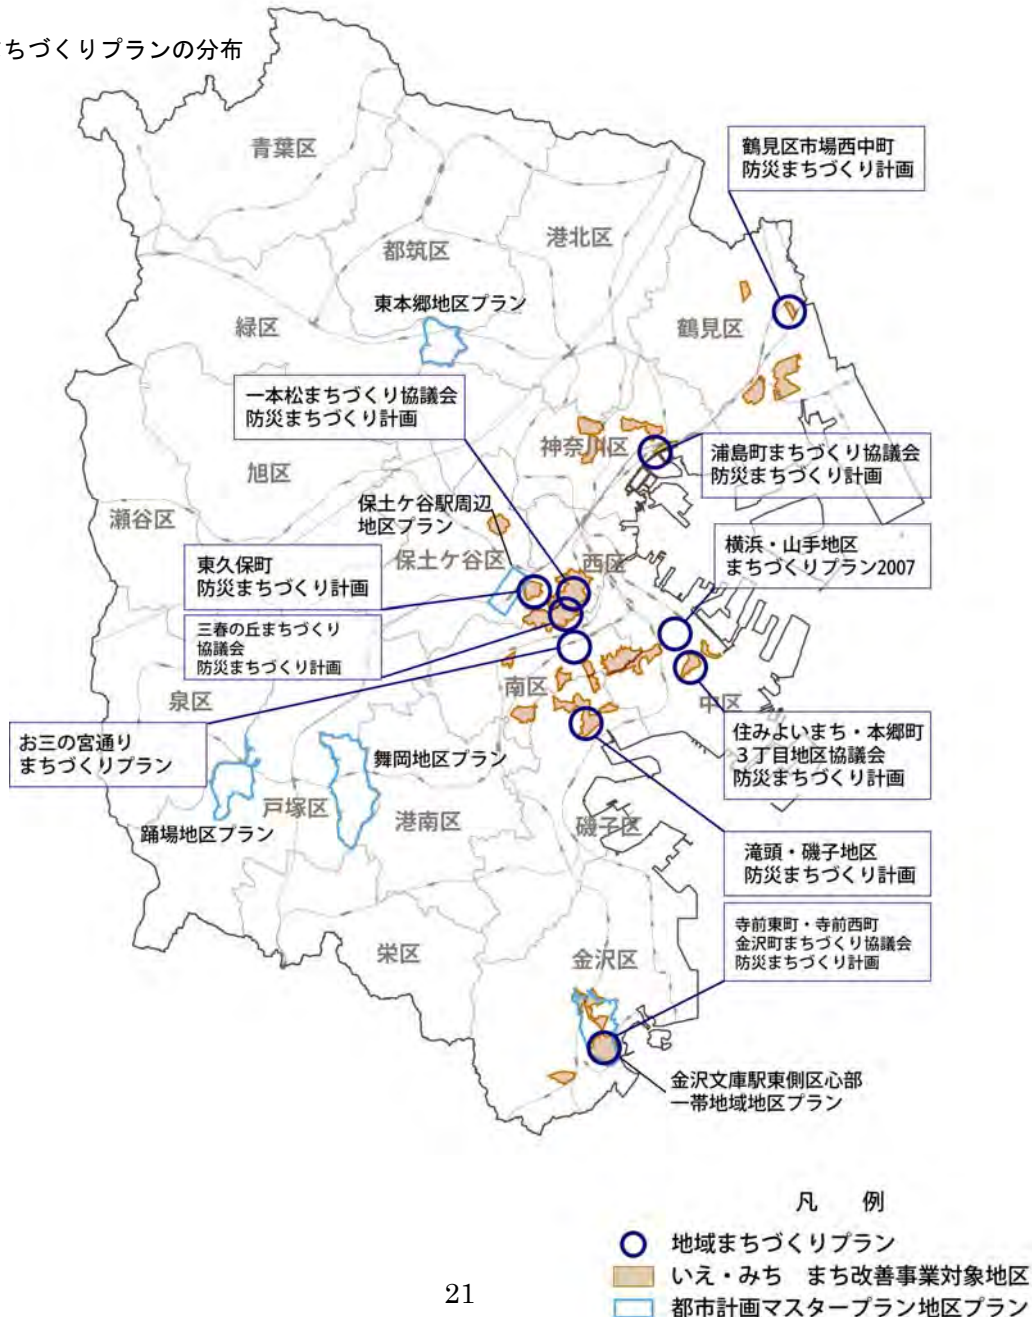 ちづくりプランの分布
青葉区
鶴見区市場西中町
防災まちづくり計画
港北区
都筑区
東本郷地区プラン
緑区
鶴見区
一本松まちづくり協議会
防災まちづくり計画
神奈川区
浦島町まちづくり協議会
防災まちづくり計画
旭区
瀬谷区
保土ケ谷駅周辺
地区プラン
保土ケ谷区
西区
横浜・山手地区
まちづくりプラン2007
東久保町
防災まちづくり計画
三春の丘まちづくり
協議会
防災まちづくり計画
泉区
南区
中区
お三の宮通り
まちづくりプラン
舞岡地区プラン
住みよいまち・本郷町
3丁目地区協議会
防災まちづくり計画
戸塚区
港南区
磯子区
踊場地区プラン
滝頭・磯子地区
防災まちづくり計画
寺前東町・寺前西町
金沢町まちづくり協議会
防災まちづくり計画
栄区
金沢区
金沢文庫駅東側区心部
一帯地域地区プラン
凡 例
地域まちづくりプラン
いえ・みち まち改善事業対象地区
都市計画マスタープラン地区プラン
21